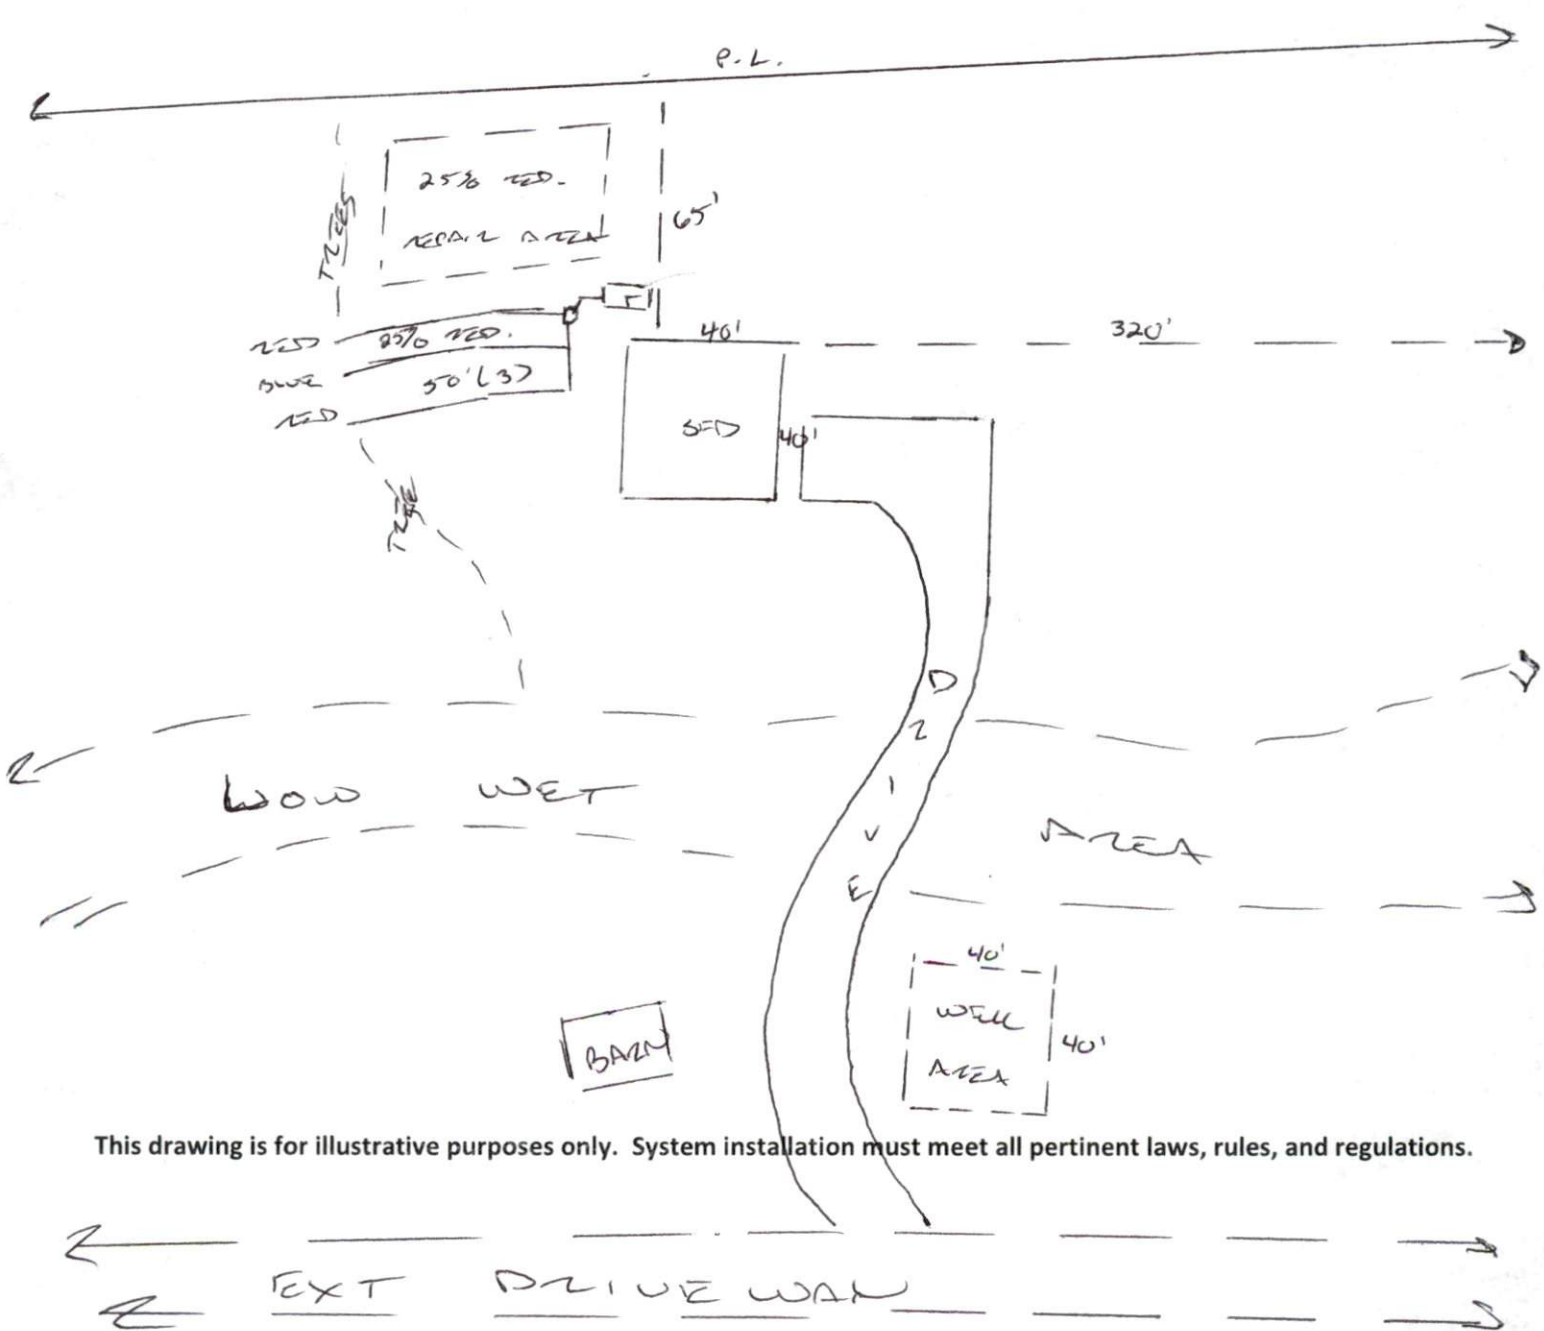 P.L.
25% RED.
REPAIR AREA
TREES
65'
T
40'
320'
RED
25% RED.
BLUE
50' (3)
RED
SFD
40'
TREE
DRIVE
LOW WET AREA
40'
WELL
AREA
40'
BARN
This drawing is for illustrative purposes only. System installation must meet all pertinent laws, rules, and regulations.
EXT DRIVEWAY